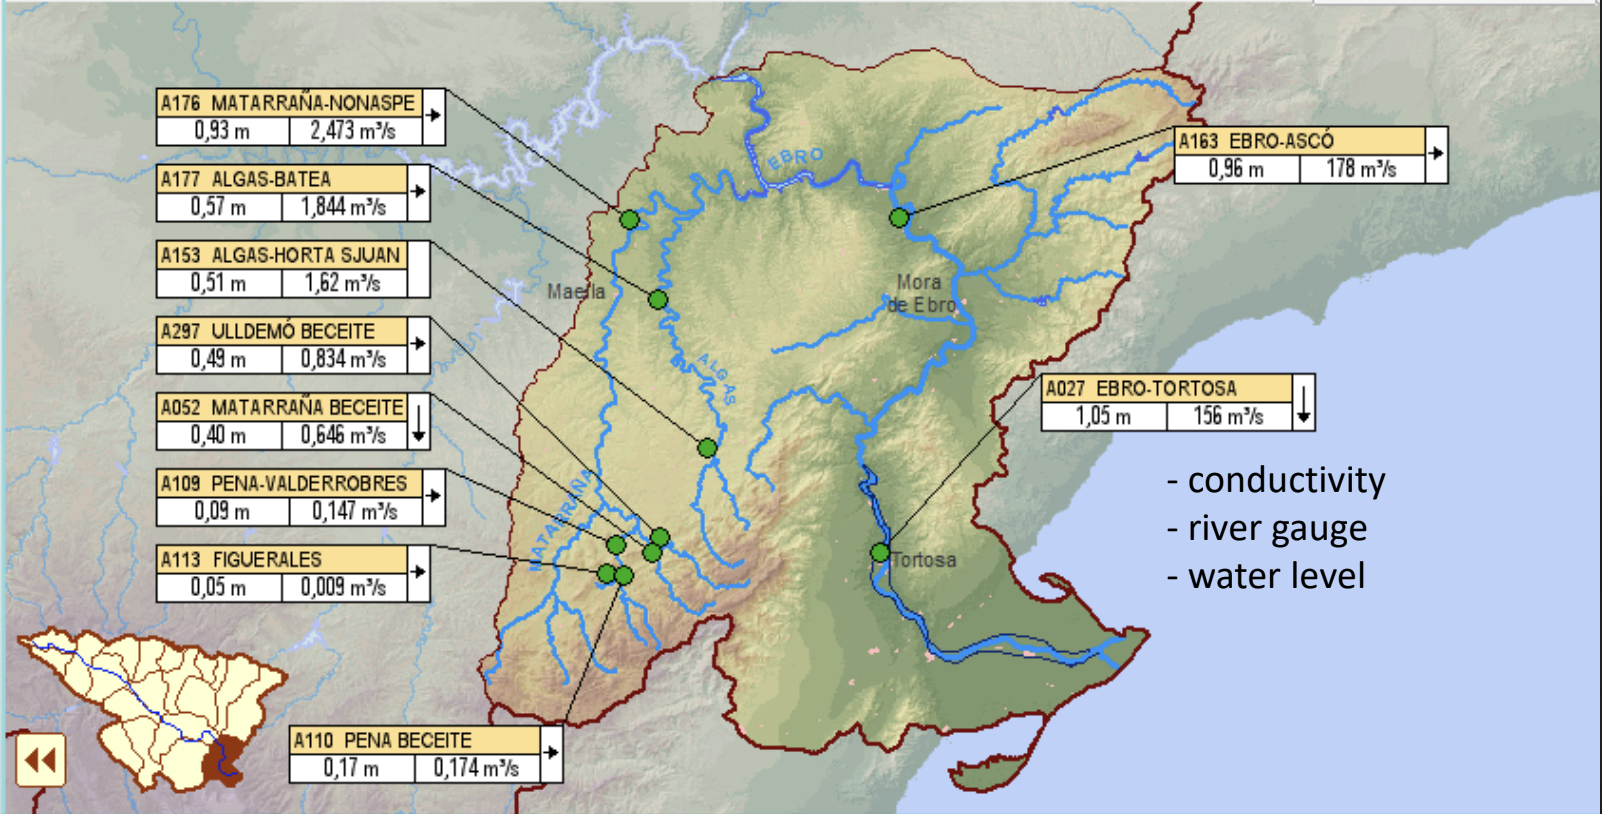 A176 MATARRAÑA-NONASPE
0,93 m 2,473 m³/s
A177 ALGAS-BATEA
0,57 m 1,844 m³/s
A153 ALGAS-HORTA SJUAN
0,51 m 1,62 m³/s
A297 ULLDEMÓ BECEITE
0,49 m 0,834 m³/s
A052 MATARRAÑA BECEITE
0,40 m 0,646 m³/s
A109 PENA-VALDERROBRES
0,09 m 0,147 m³/s
A113 FIGUERALES
0,05 m 0,009 m³/s
A110 PENA BECEITE
0,17 m 0,174 m³/s
EBRO
Maella
ALGAS
MATARRAÑA
Mora
de Ebro
Tortosa
A163 EBRO-ASCÓ
0,96 m 178 m³/s
A027 EBRO-TORTOSA
1,05 m 156 m³/s
- conductivity
- river gauge
- water level